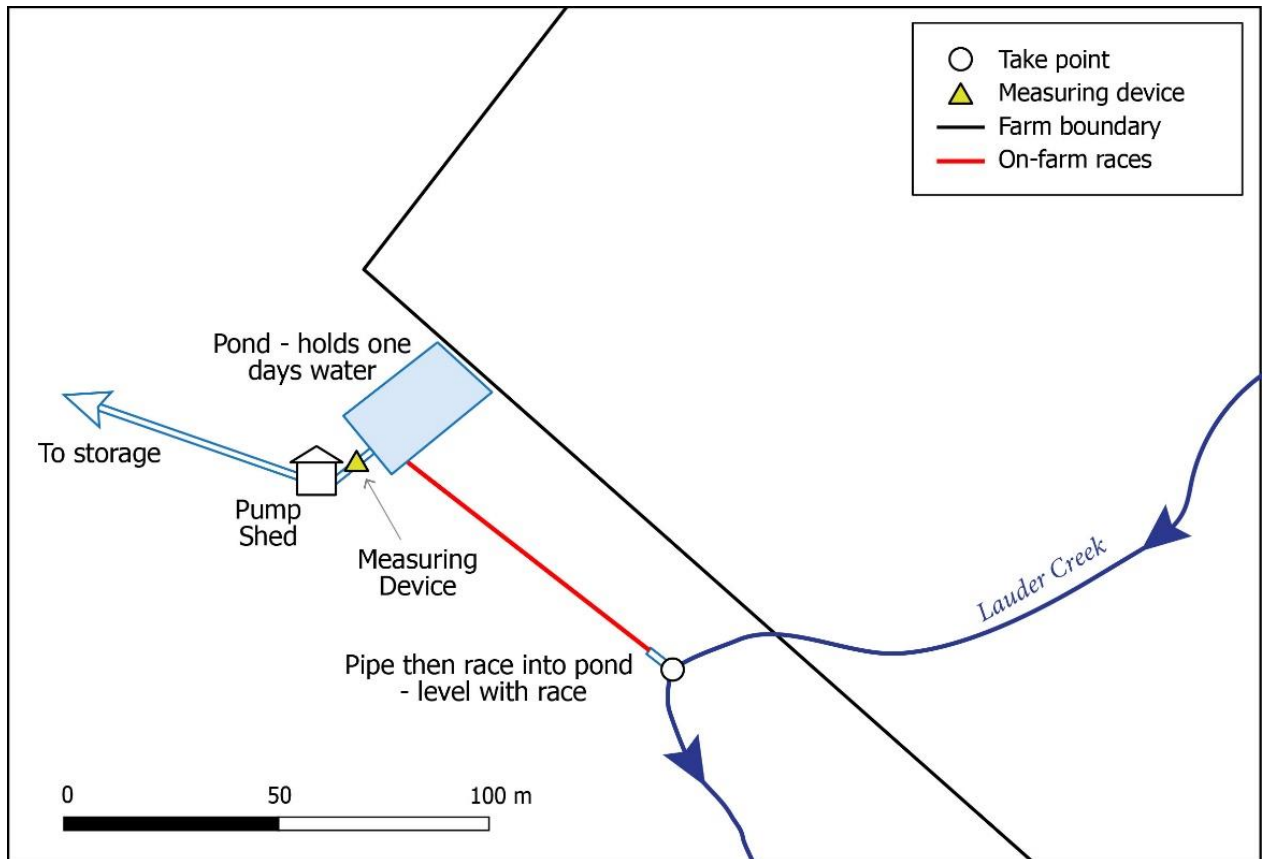 Take point
Measuring device
Farm boundary
On-farm races
Pond - holds one
days water
To storage
Pump
Shed
Measuring
Device
Lauder Creek
Pipe then race into pond
- level with race
0 50 100 m